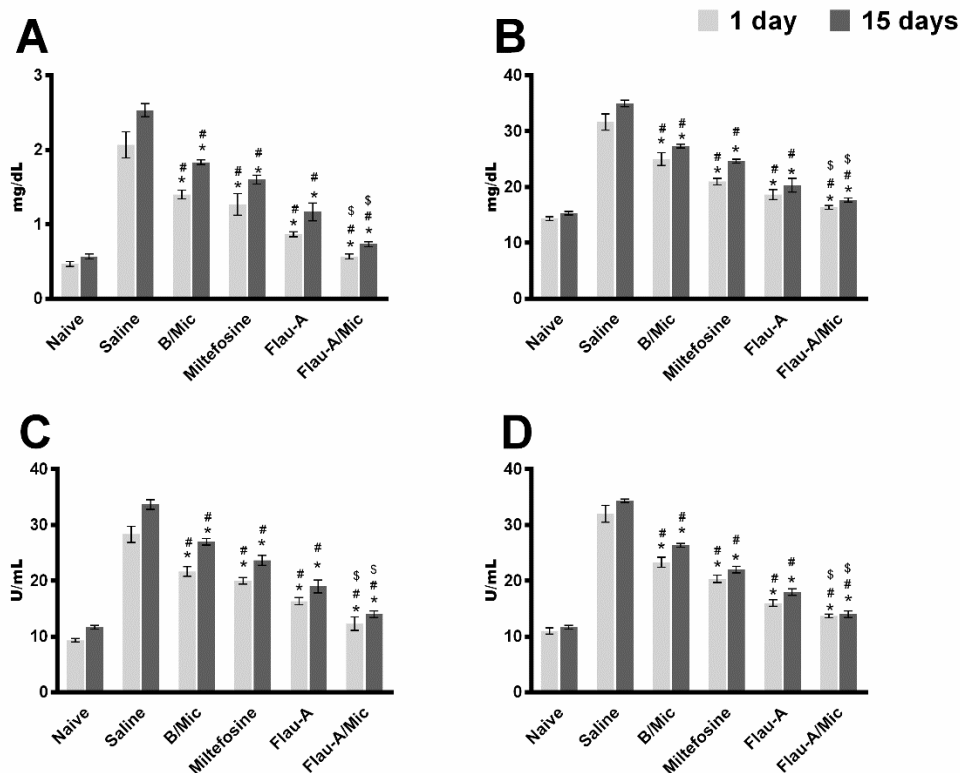 1 day 15 days
A
mg/dL
3
2
1
0
# * # * # * # * # * # * $ # * $ # *
Naive Saline B/Mic Miltefosine Flau-A Flau-A/Mic
B
mg/dL
40
30
20
10
0
# * # * # * # * # * # * $ # * $ # *
Naive Saline B/Mic Miltefosine Flau-A Flau-A/Mic
C
U/mL
40
30
20
10
0
# * # * # * # * # * # $ # * $ # *
Naive Saline B/Mic Miltefosine Flau-A Flau-A/Mic
D
U/mL
40
30
20
10
0
# * # * # * # * # * # * $ # * $ # *
Naive Saline B/Mic Miltefosine Flau-A Flau-A/Mic